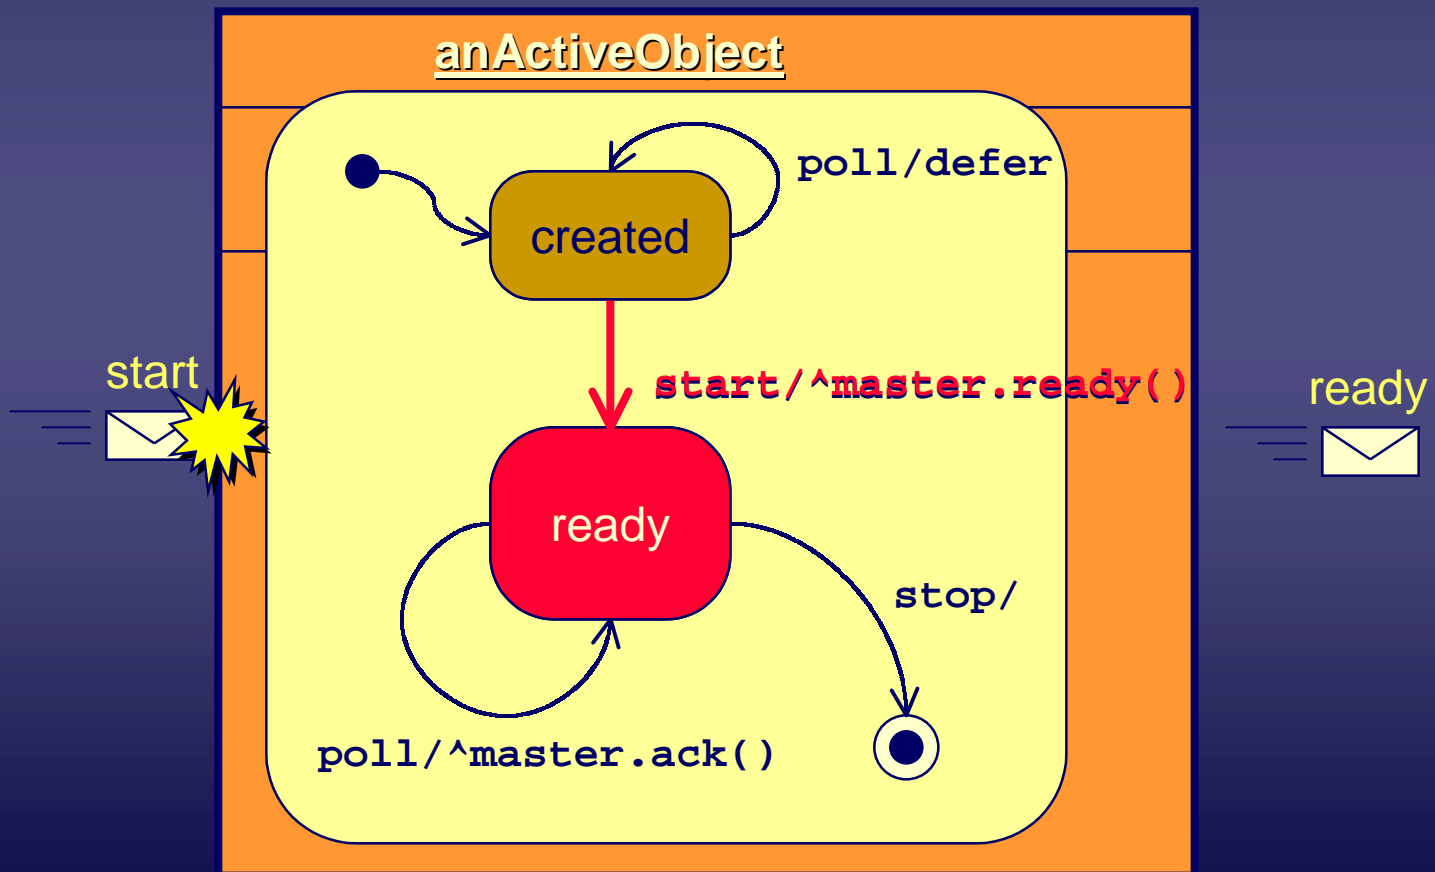 anActiveObject
poll/defer
created
start
start/^master.ready()
ready
ready
stop/
poll/^master.ack()